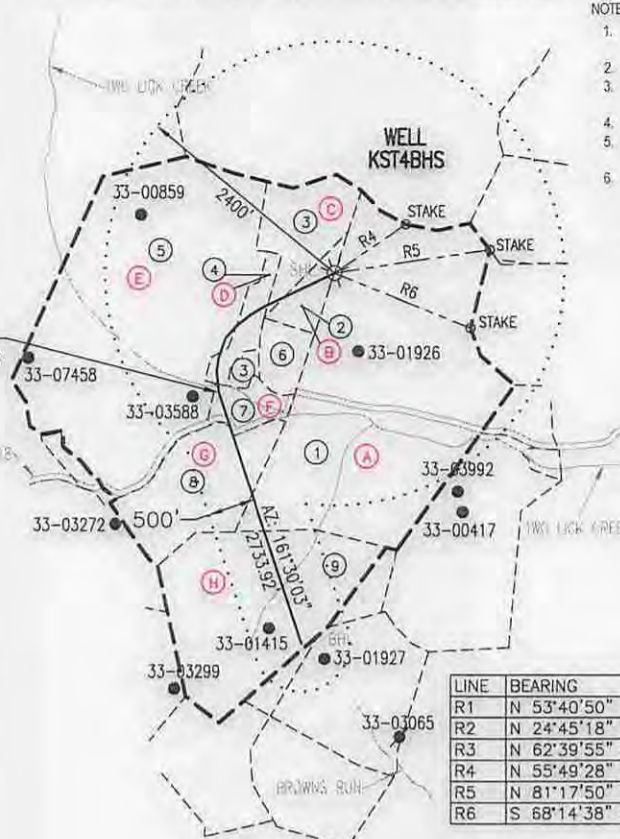 NOTE
1.
2.
3.
4.
5.
6.
TWO LICK CREEK
WELL
KST4BHS
33-00859
2400'
3
C
R4
STAKE
5
E
4
D
SHL
R5
STAKE
R6
STAKE
2
B
33-01926
6
3
33-07458
33-03588
7
F
G
1
A
8
33-03992
33-00417
TWO LICK CREE
33-03272
500'
AZ: 161°30'03"
2733.92'
H
9
33-01415
BHL
33-01927
33-03299
33-03065
BROWNS RUN
LINE BEARING
R1 N 53°40'50"
R2 N 24°45'18"
R3 N 62°39'55"
R4 N 55°49'28"
R5 N 81°17'50"
R6 S 68°14'38"